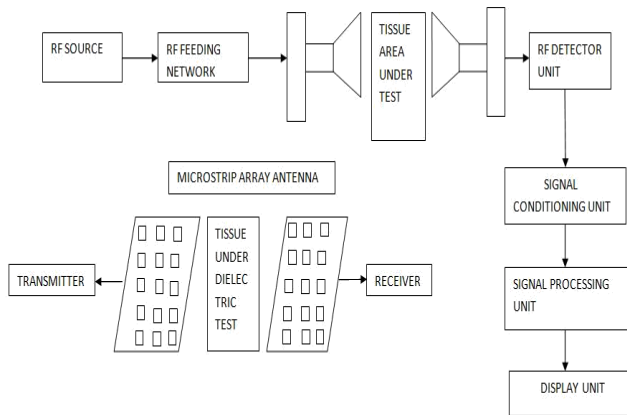 RF SOURCE
RF FEEDING
NETWORK
TISSUE
AREA
UNDER
TEST
RF DETECTOR
UNIT
MICROSTRIP ARRAY ANTENNA
SIGNAL
CONDITIONING UNIT
TRANSMITTER
TISSUE
UNDER
DIELEC
TRIC
TEST
RECEIVER
SIGNAL PROCESSING
UNIT
DISPLAY UNIT